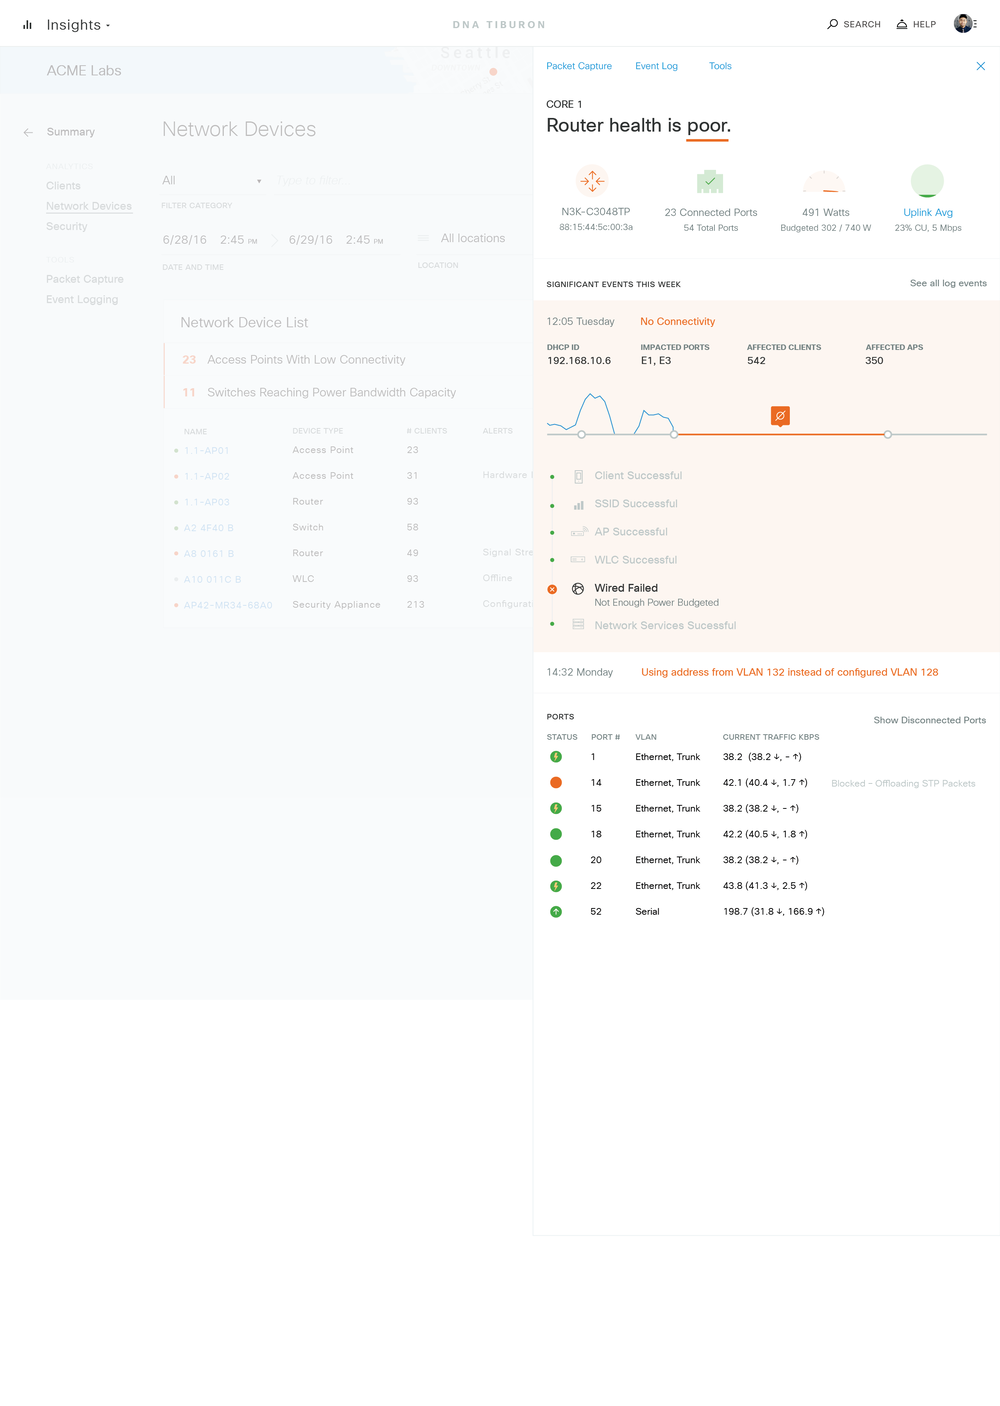 Insights
DNA TIBURON
SEARCH
HELP
Seattle
ACME Labs
Summary
ANALYTICS
Clients
Network Devices
Security
TOOLS
Packet Capture
Event Logging
Network Devices
All
Type to filter
FILTER CATEGORY
6/28/16 2:45 PM 6/29/16 2:45 PM
All locations
DATE AND TIME
LOCATION
Network Device List
23 Access Points With Low Connectivity
11 Switches Reaching Power Bandwidth Capacity
NAME DEVICE TYPE # CLIENTS ALERTS
1.1-AP01 Access Point 23
1.1-AP02 Access Point 31 Hardware
1.1-AP03 Router 93
A2 4F40 B Switch 58
A8 0161 B Router 49 Signal Stre
A10 011C B WLC 93 Offline
AP42-MR34-68A0 Security Appliance 213 Configurat
Packet Capture Event Log Tools
CORE 1
Router health is poor.
N3K-C3048TP
88:15:44:5c:00:3a
23 Connected Ports
54 Total Ports
491 Watts
Budgeted 302 / 740 W
Uplink Avg
23% CU, 5 Mbps
SIGNIFICANT EVENTS THIS WEEK
See all log events
12:05 Tuesday No Connectivity
DHCP ID IMPACTED PORTS AFFECTED CLIENTS AFFECTED APS
192.168.10.6 E1, E3 542 350
Client Successful
SSID Successful
AP Successful
WLC Successful
Wired Failed
Not Enough Power Budgeted
Network Services Sucessful
14:32 Monday Using address from VLAN 132 instead of configured VLAN 128
PORTS
Show Disconnected Ports
STATUS PORT # VLAN CURRENT TRAFFIC KBPS
1 Ethernet, Trunk 38.2 (38.2 ↓, - ↑)
14 Ethernet, Trunk 42.1 (40.4 ↓, 1.7 ↑) Blocked – Offloading STP Packets
15 Ethernet, Trunk 38.2 (38.2 ↓, - ↑)
18 Ethernet, Trunk 42.2 (40.5 ↓, 1.8 ↑)
20 Ethernet, Trunk 38.2 (38.2 ↓, - ↑)
22 Ethernet, Trunk 43.8 (41.3 ↓, 2.5 ↑)
52 Serial 198.7 (31.8 ↓, 166.9 ↑)